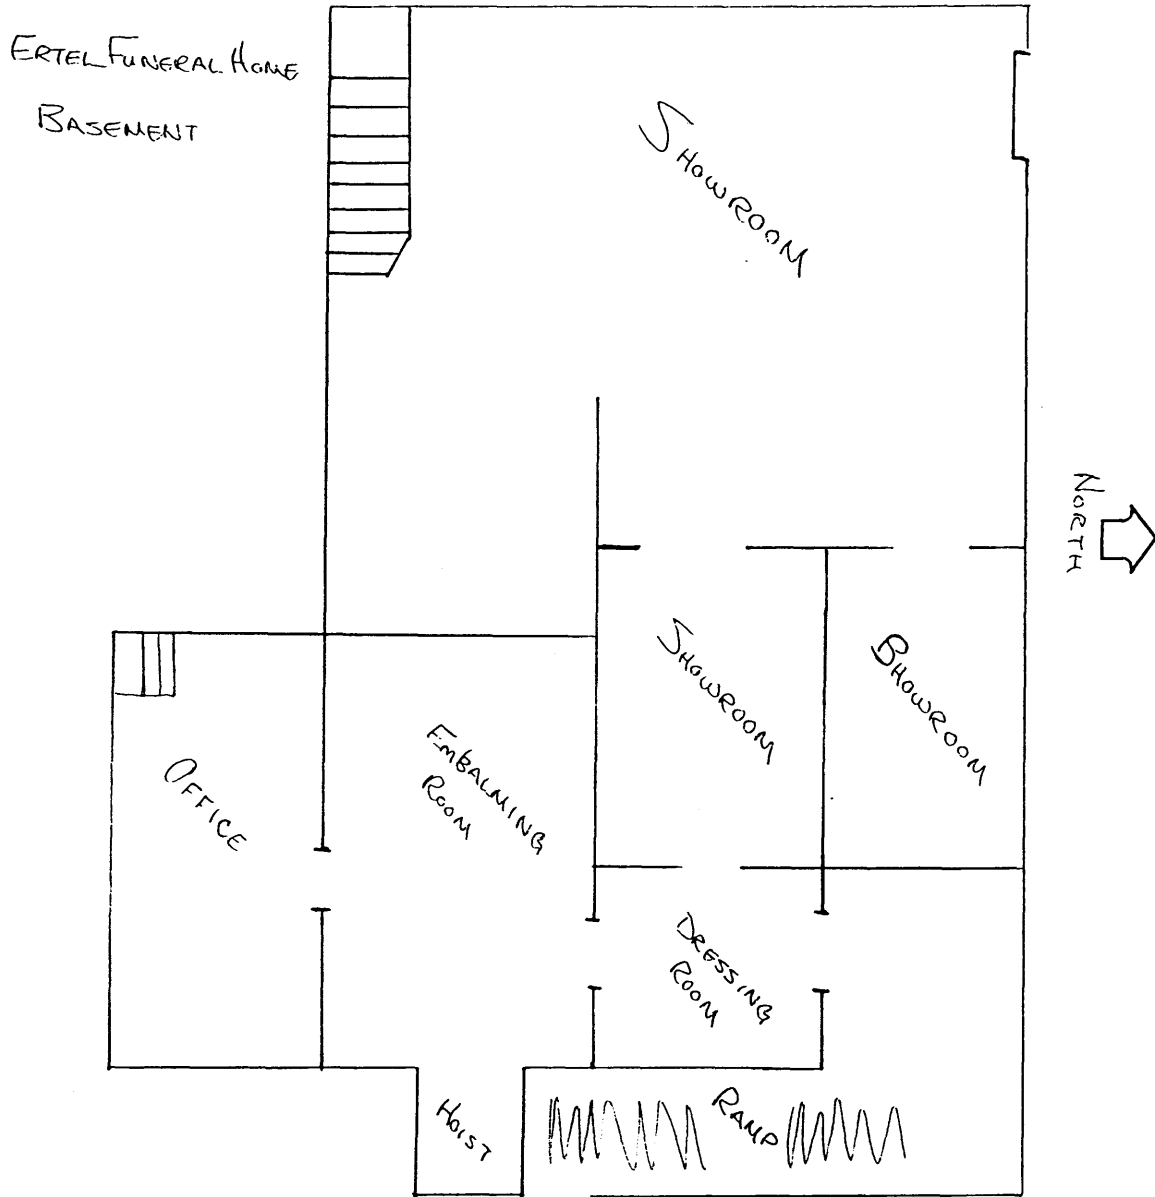 ERTEL FUNERAL HOME
BASEMENT
SHOWROOM
NORTH
SHOWROOM
SHOWROOM
EMBALMING
ROOM
OFFICE
DRESSING
ROOM
HOIST
RAMP